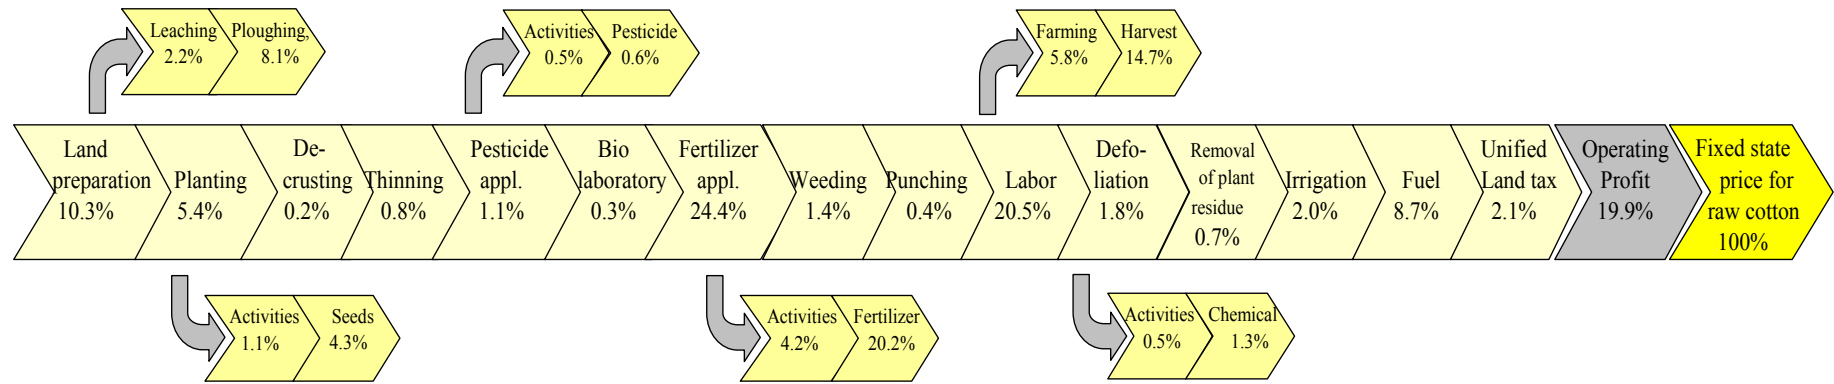 Leaching
2.2%
Ploughing,
8.1%
Activities
0.5%
Pesticide
0.6%
Farming
5.8%
Harvest
14.7%
Land
preparation
10.3%
Planting
5.4%
De-
crusting
0.2%
Thinning
0.8%
Pesticide
appl.
1.1%
Bio
laboratory
0.3%
Fertilizer
appl.
24.4%
Weeding
1.4%
Punching
0.4%
Labor
20.5%
Defo-
liation
1.8%
Removal
of plant
residue
0.7%
Irrigation
2.0%
Fuel
8.7%
Unified
Land tax
2.1%
Operating
Profit
19.9%
Fixed state
price for
raw cotton
100%
Activities
1.1%
Seeds
4.3%
Activities
4.2%
Fertilizer
20.2%
Activities
0.5%
Chemical
1.3%